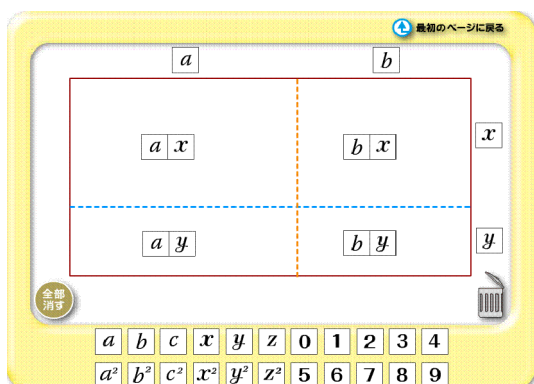 最初のページに戻る
a b
a x b x x
a y b y y
全部
消す
a b c x y z 0 1 2 3 4
a² b² c² x² y² z² 5 6 7 8 9